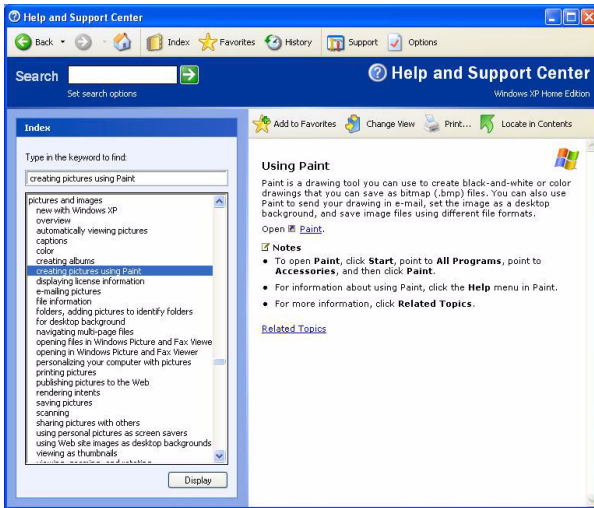 Help and Support Center
Back Index Favorites History Support Options
Search
Set search options
Help and Support Center
Windows XP Home Edition
Index
Add to Favorites Change View Print... Locate in Contents
Type in the keyword to find:
creating pictures using Paint
pictures and images
new with Windows XP
overview
automatically viewing pictures
captions
color
creating albums
creating pictures using Paint
displaying license information
e-mailing pictures
file information
folders, adding pictures to identify folders
for desktop background
navigating multi-page files
opening files in Windows Picture and Fax Viewe
opening in Windows Picture and Fax Viewer
personalizing your computer with pictures
printing pictures
publishing pictures to the Web
rendering intents
saving pictures
scanning
sharing pictures with others
using personal pictures as screen savers
using Web site images as desktop backgrounds
viewing as thumbnails
Display
Using Paint
Paint is a drawing tool you can use to create black-and-white or color
drawings that you can save as bitmap (.bmp) files. You can also use
Paint to send your drawing in e-mail, set the image as a desktop
background, and save image files using different file formats.
Open Paint.
Notes
• To open Paint, click Start, point to All Programs, point to
Accessories, and then click Paint.
• For information about using Paint, click the Help menu in Paint.
• For more information, click Related Topics.
Related Topics